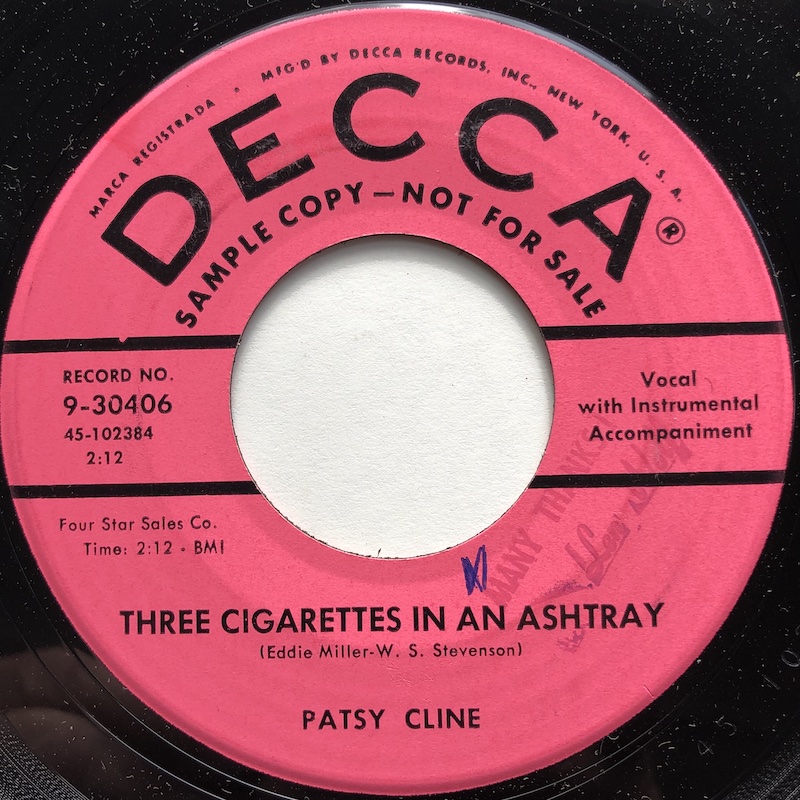 MARCA REGISTRADA • MFG'D BY DECCA RECORDS, INC., NEW YORK, U. S. A.
DECCA®
SAMPLE COPY — NOT FOR SALE
RECORD NO.
9-30406
45-102384
2:12
Vocal
with Instrumental
Accompaniment
Four Star Sales Co.
Time: 2:12 • BMI
MANY THANKS!
THREE CIGARETTES IN AN ASHTRAY
(Eddie Miller-W. S. Stevenson)
PATSY CLINE